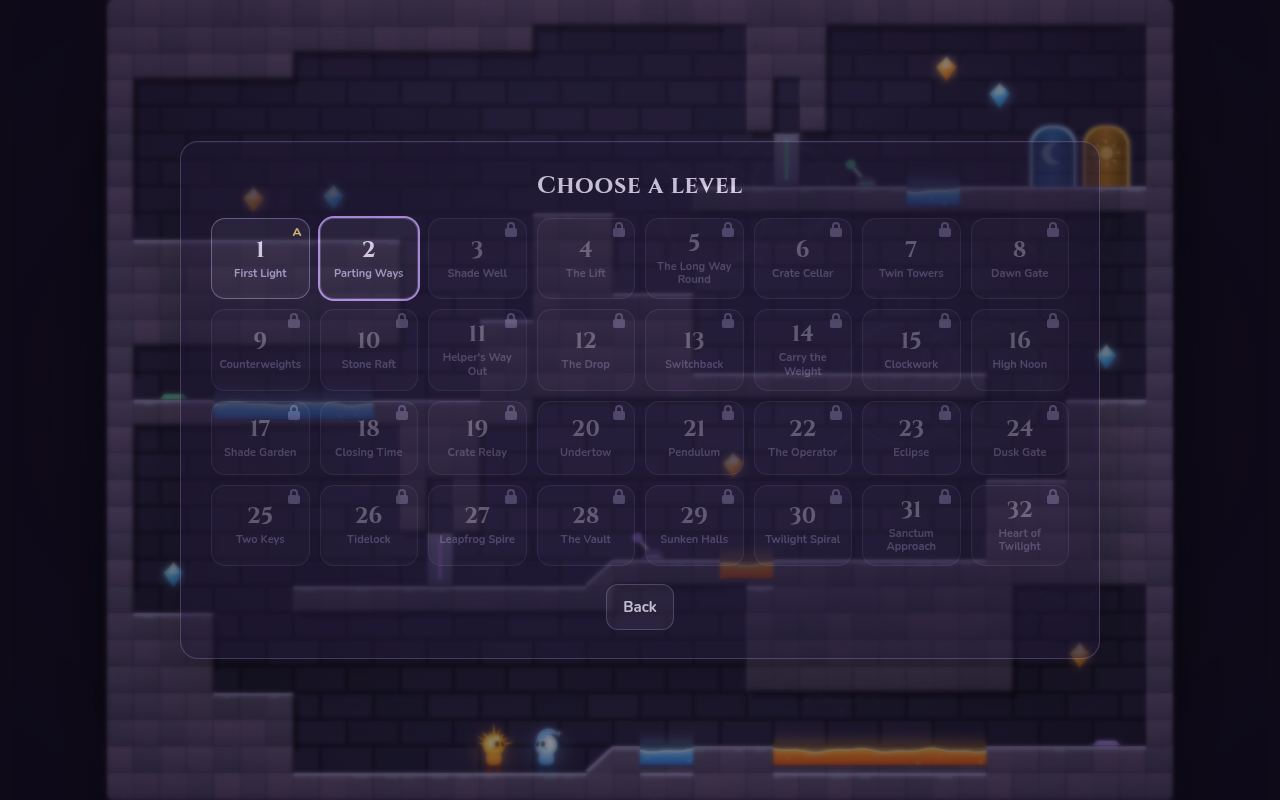 Choose a level
A
1
First Light
2
Parting Ways
3
Shade Well
4
The Lift
5
The Long Way
Round
6
Crate Cellar
7
Twin Towers
8
Dawn Gate
9
Counterweights
10
Stone Raft
11
Helper's Way
Out
12
The Drop
13
Switchback
14
Carry the
Weight
15
Clockwork
16
High Noon
17
Shade Garden
18
Closing Time
19
Crate Relay
20
Undertow
21
Pendulum
22
The Operator
23
Eclipse
24
Dusk Gate
25
Two Keys
26
Tidelock
27
Leapfrog Spire
28
The Vault
29
Sunken Halls
30
Twilight Spiral
31
Sanctum
Approach
32
Heart of
Twilight
Back